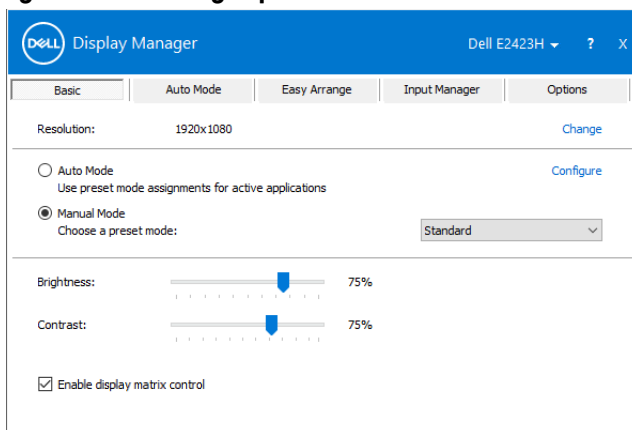 DELL Display Manager Dell E2423H ? X
Basic Auto Mode Easy Arrange Input Manager Options
Resolution: 1920x1080 Change
Auto Mode Configure
Use preset mode assignments for active applications
Manual Mode
Choose a preset mode: Standard
Brightness: 75%
Contrast: 75%
Enable display matrix control